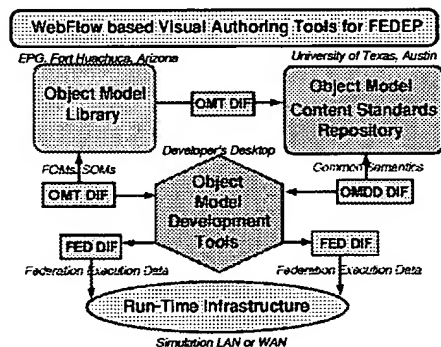 WebFlow based Visual Authoring Tools for FEDEP
EPG, Fort Huachuca, Arizona
University of Texas, Austin
Object Model
Library
OMT DIF
Object Model
Content Standards
Repository
Developer's Desktop
FOMs/SOMs
Common Semantics
OMT DIF
Object
Model
Development
Tools
OMDD DIF
FED DIF
FED DIF
Federation Execution Data
Federation Execution Data
Run-Time Infrastructure
Simulation LAN or WAN